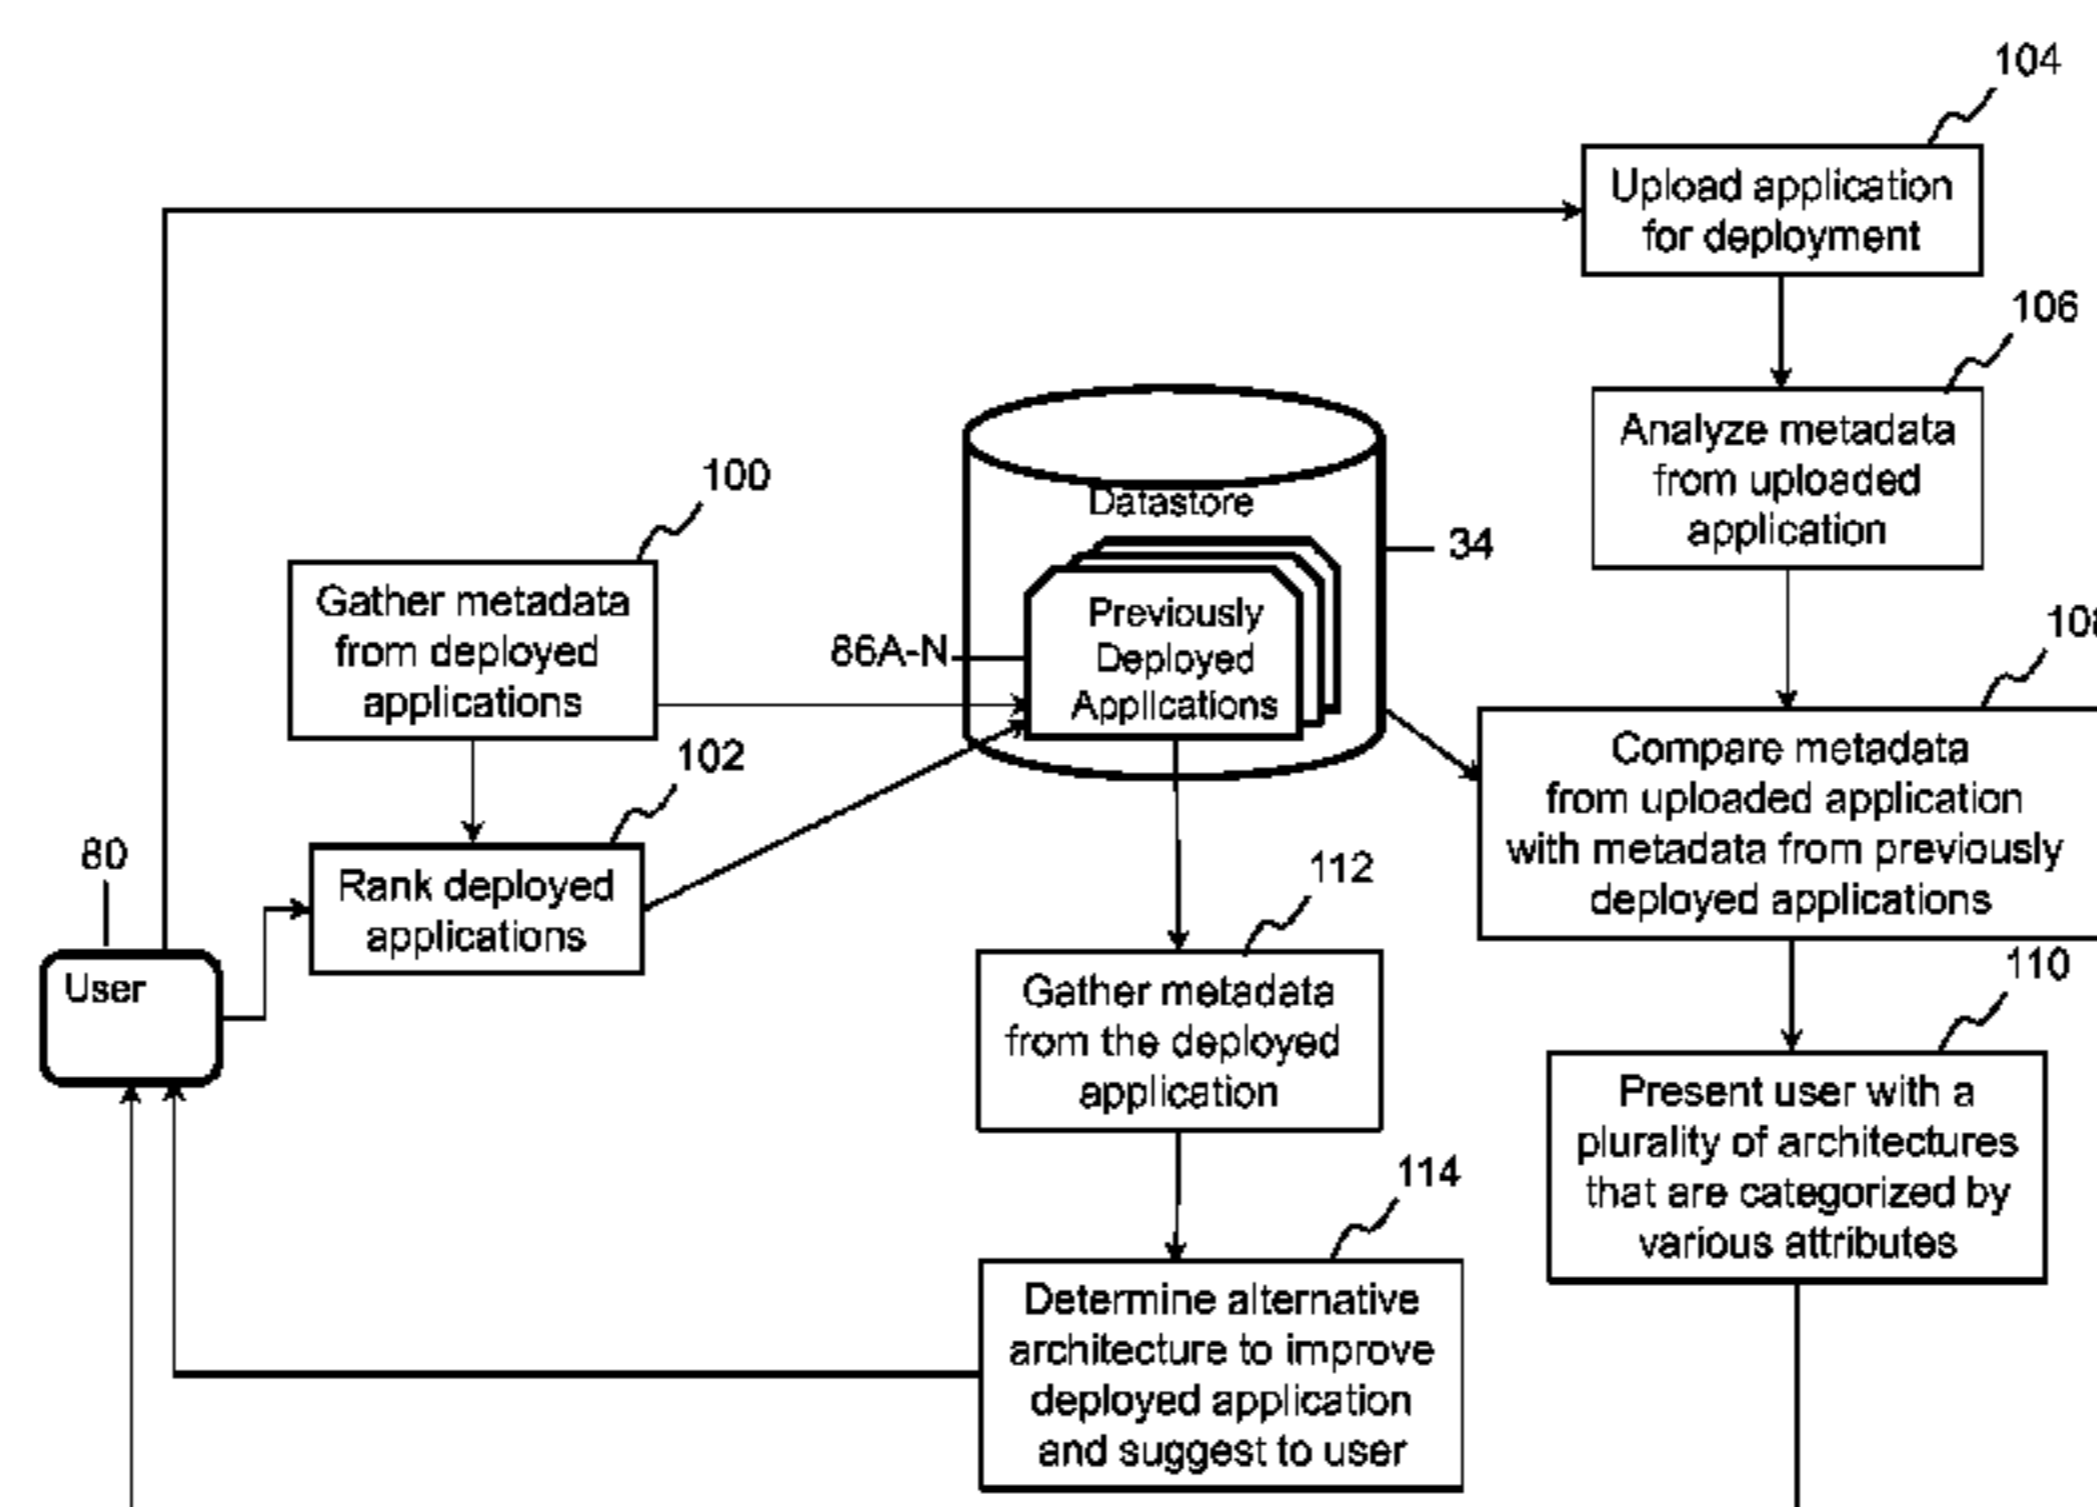 104
Upload application
for deployment
106
Analyze metadata
from uploaded
application
100
Gather metadata
from deployed
applications
Datastore
34
Previously
Deployed
Applications
86A-N
108
Compare metadata
from uploaded application
with metadata from previously
deployed applications
102
Rank deployed
applications
80
User
112
Gather metadata
from the deployed
application
110
Present user with a
plurality of architectures
that are categorized by
various attributes
114
Determine alternative
architecture to improve
deployed application
and suggest to user